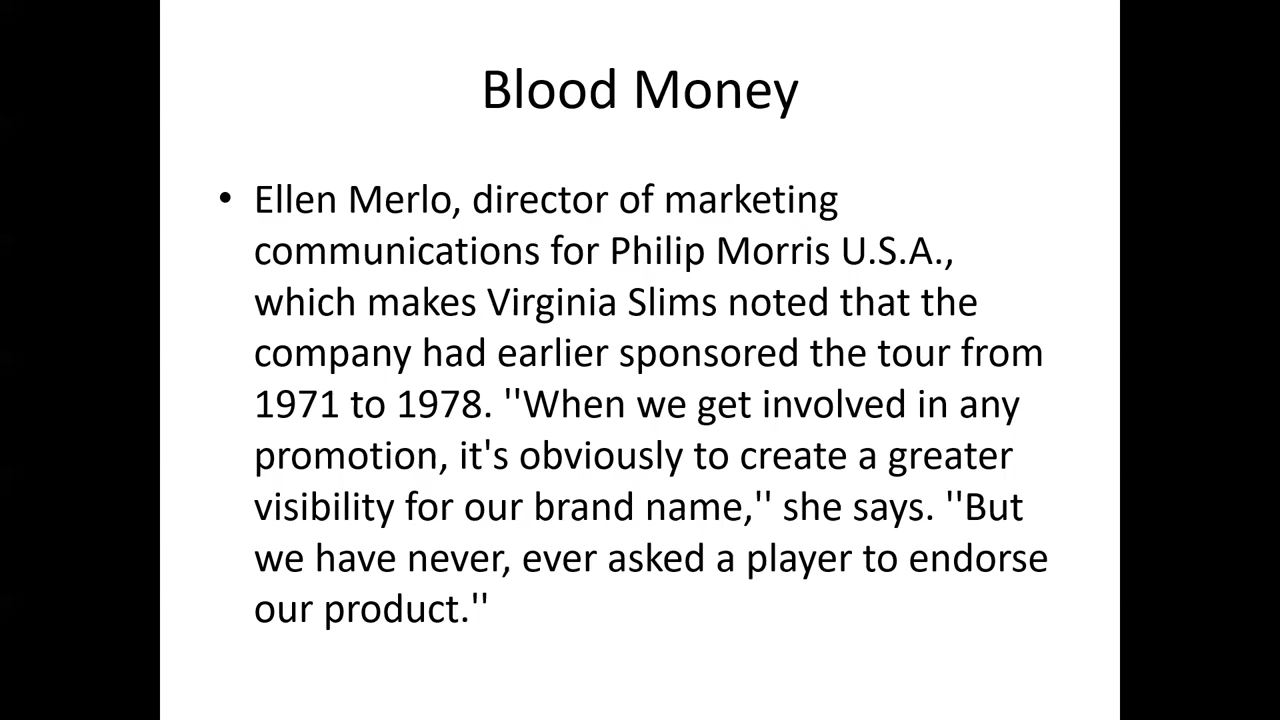 Blood Money
• Ellen Merlo, director of marketing
communications for Philip Morris U.S.A.,
which makes Virginia Slims noted that the
company had earlier sponsored the tour from
1971 to 1978. ''When we get involved in any
promotion, it's obviously to create a greater
visibility for our brand name,'' she says. ''But
we have never, ever asked a player to endorse
our product.''